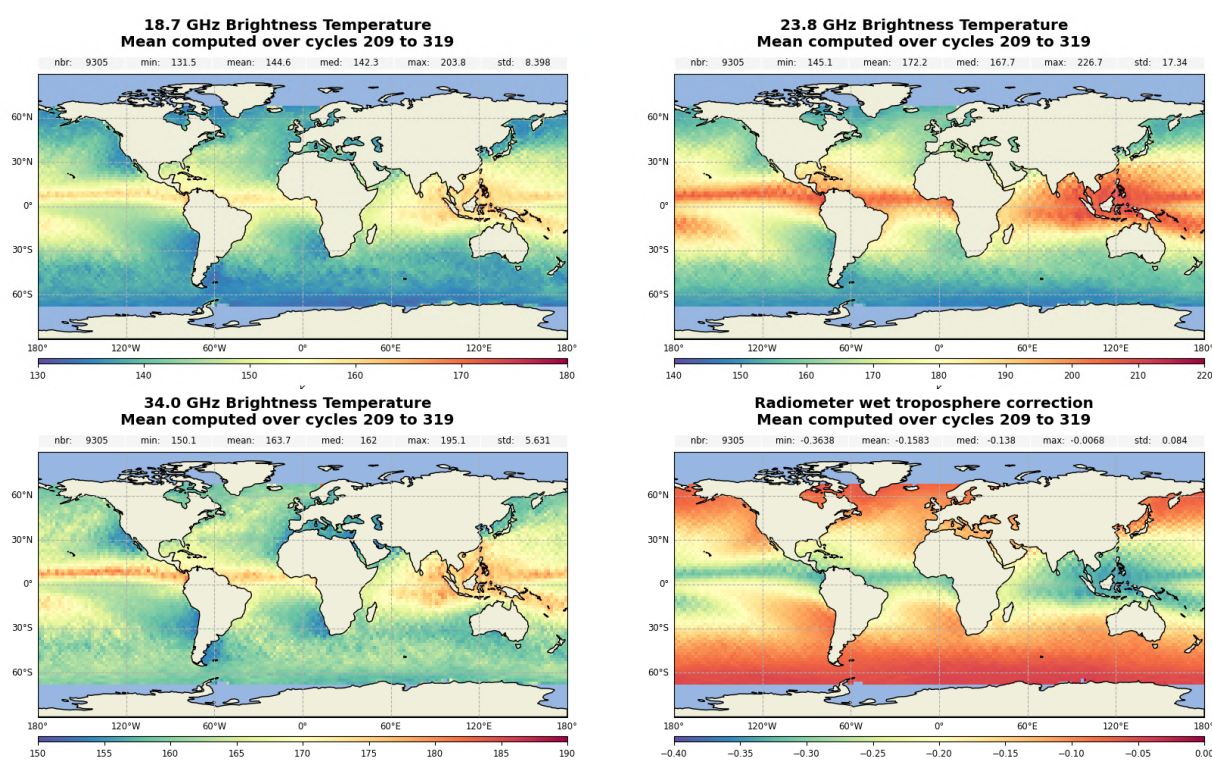 18.7 GHz Brightness Temperature
Mean computed over cycles 209 to 319
nbr: 9305 min: 131.5 mean: 144.6 med: 142.3 max: 203.8 std: 8.398
60°N
30°N
0°
30°S
60°S
180° 120°W 60°W 0° 60°E 120°E 180°
130 140 150 160 170 180
23.8 GHz Brightness Temperature
Mean computed over cycles 209 to 319
nbr: 9305 min: 145.1 mean: 172.2 med: 167.7 max: 226.7 std: 17.34
60°N
30°N
0°
30°S
60°S
180° 120°W 60°W 0° 60°E 120°E 180°
140 150 160 170 180 190 200 210 220
34.0 GHz Brightness Temperature
Mean computed over cycles 209 to 319
nbr: 9305 min: 150.1 mean: 163.7 med: 162 max: 195.1 std: 5.631
60°N
30°N
0°
30°S
60°S
180° 120°W 60°W 0° 60°E 120°E 180°
150 155 160 165 170 175 180 185 190
Radiometer wet troposphere correction
Mean computed over cycles 209 to 319
nbr: 9305 min: -0.3638 mean: -0.1583 med: -0.138 max: -0.0068 std: 0.084
60°N
30°N
0°
30°S
60°S
180° 120°W 60°W 0° 60°E 120°E 180°
−0.40 −0.35 −0.30 −0.25 −0.20 −0.15 −0.10 −0.05 0.00